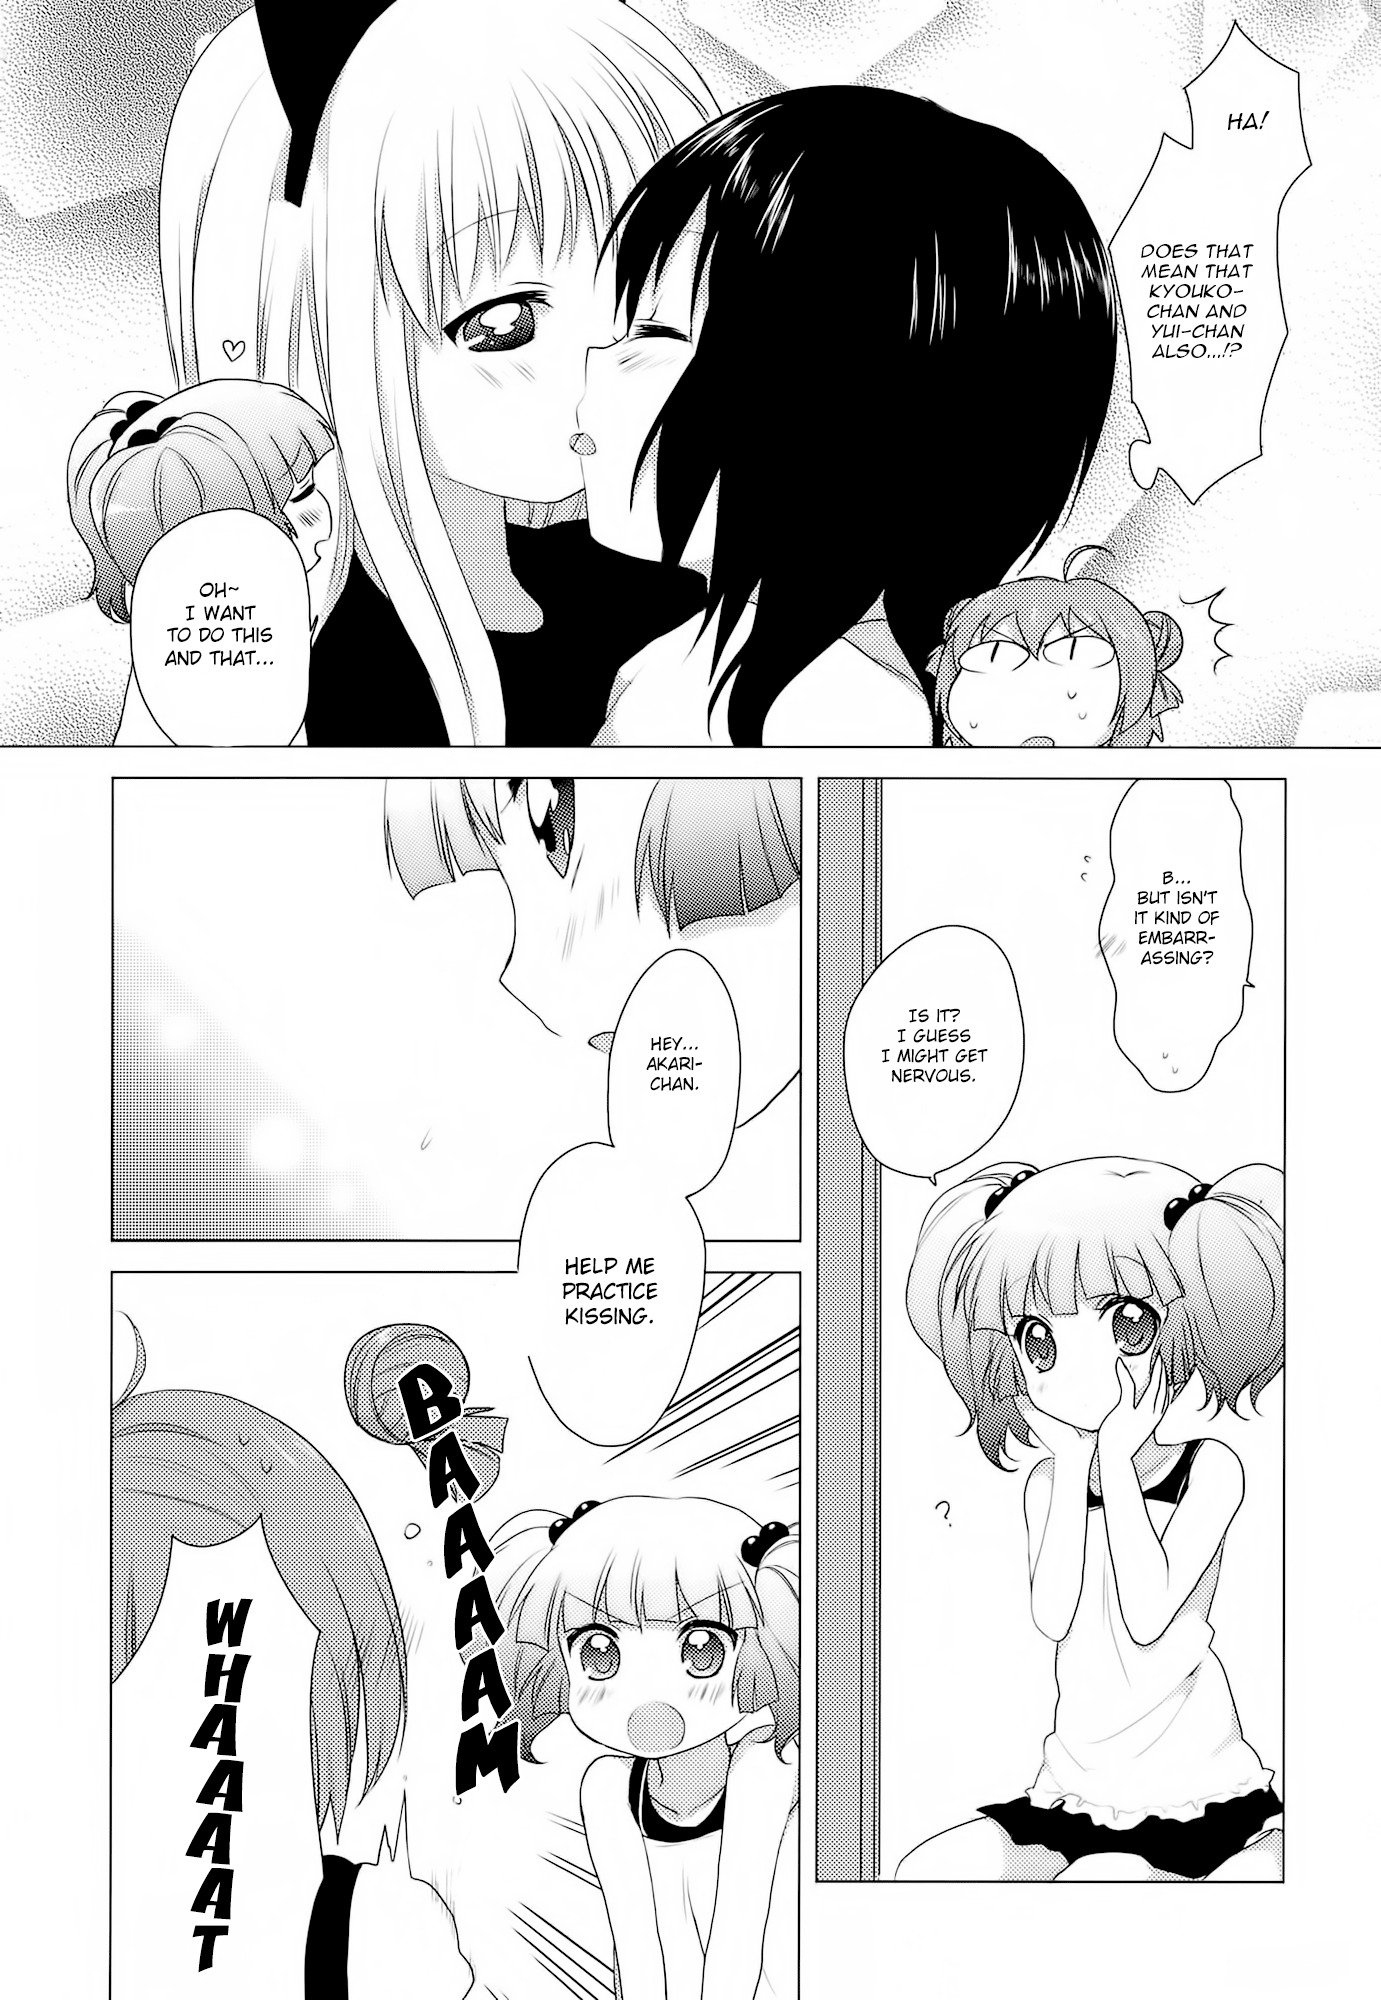 HA!
DOES THAT
MEAN THAT
KYOUKO-
CHAN AND
YUI-CHAN
ALSO...!?
OH~
I WANT
TO DO THIS
AND THAT...
B...
BUT ISN'T
IT KIND OF
EMBARR-
ASSING?
IS IT?
I GUESS
I MIGHT GET
NERVOUS.
?
HEY...
AKARI-
CHAN.
HELP ME
PRACTICE
KISSING.
BAAAAM
WHAAAAT